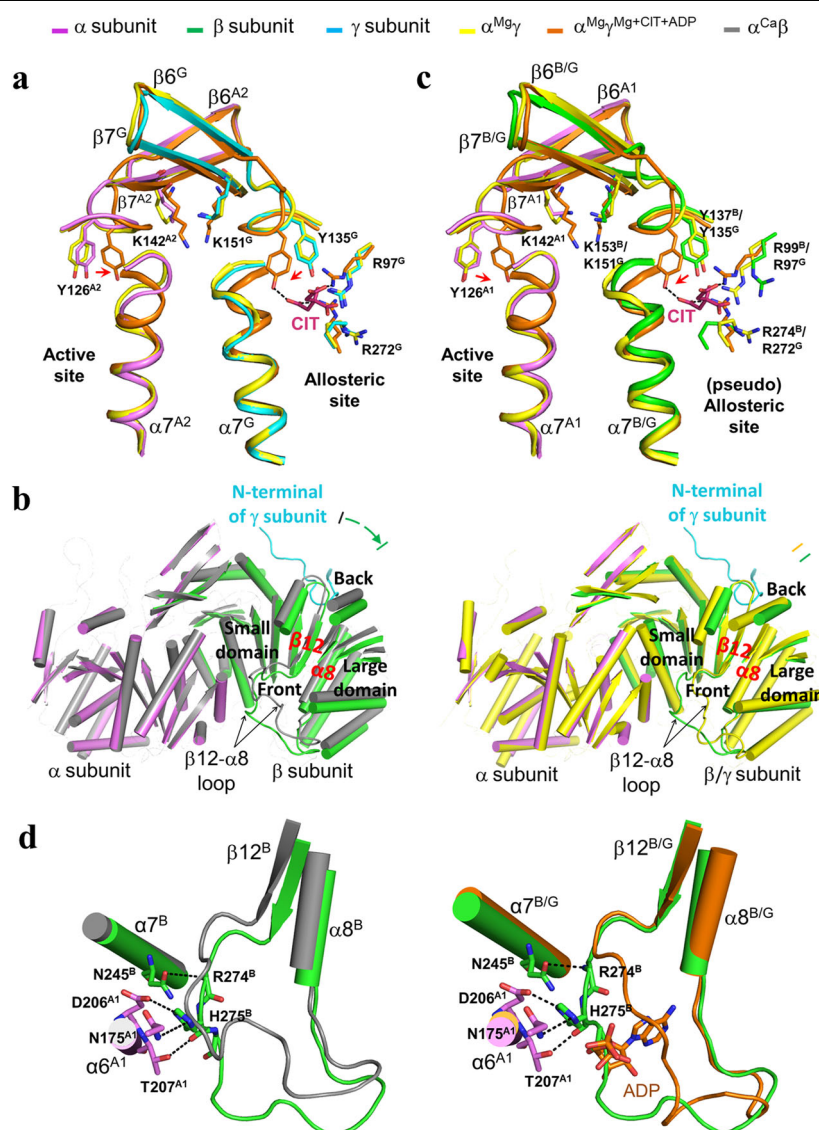 α subunit β subunit γ subunit α^Mgγ α^Mgγ^Mg+CIT+ADP α^Caβ
a
β6^G
β6^A2
β7^G
β7^A2
K142^A2
K151^G
Y135^G
R97^G
Y126^A2
CIT
R272^G
Active
site
Allosteric
site
α7^A2
α7^G
c
β6^B/G
β6^A1
β7^B/G
β7^A1
K142^A1
K153^B/
K151^G
Y137^B/
Y135^G
R99^B/
R97^G
Y126^A1
CIT
R274^B/
R272^G
Active
site
(pseudo)
Allosteric
site
α7^A1
α7^B/G
b
N-terminal
of γ subunit
/
Back
Small
domain
β12
α8
Large
domain
Front
α subunit
β12-α8
loop
β subunit
N-terminal
of γ subunit
Back
Small
domain
β12
α8
Large
domain
Front
α subunit
β12-α8
loop
β/γ subunit
d
β12^B
α7^B
α8^B
N245^B
R274^B
D206^A1
H275^B
N175^A1
α6^A1
T207^A1
β12^B/G
α7^B/G
α8^B/G
N245^B
R274^B
D206^A1
H275^B
N175^A1
α6^A1
T207^A1
ADP